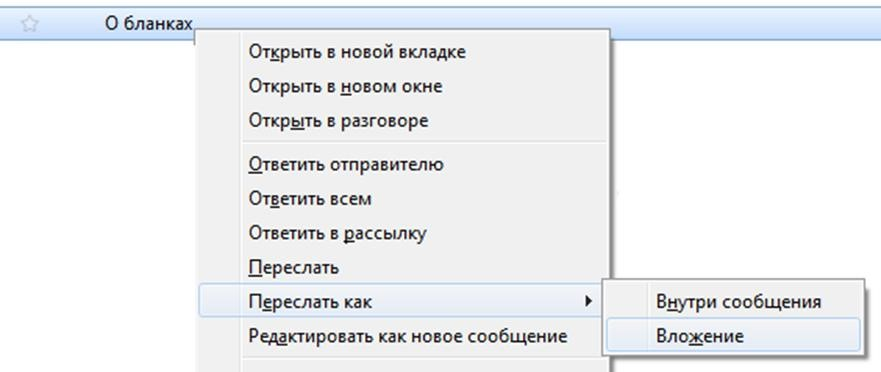 О бланках
Открыть в новой вкладке
Открыть в новом окне
Открыть в разговоре
Ответить отправителю
Ответить всем
Ответить в рассылку
Переслать
Переслать как
Внутри сообщения
Редактировать как новое сообщение
Вложение